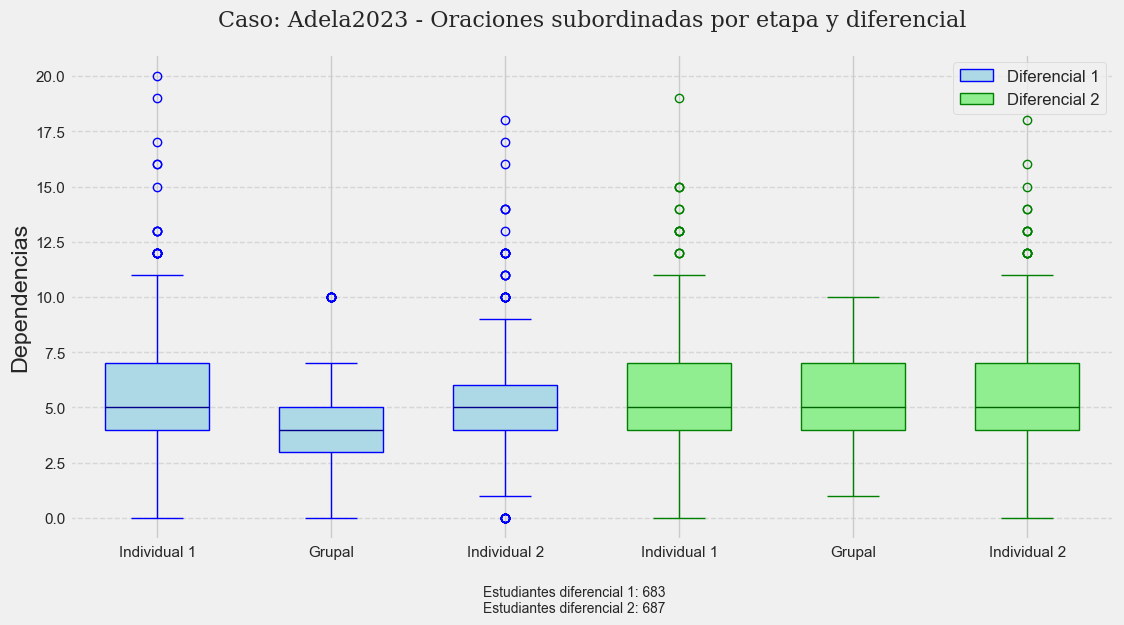 Caso: Adela2023 - Oraciones subordinadas por etapa y diferencial
Diferencial 1
Diferencial 2
Dependencias
20.0
17.5
15.0
12.5
10.0
7.5
5.0
2.5
0.0
Individual 1
Grupal
Individual 2
Individual 1
Grupal
Individual 2
Estudiantes diferencial 1: 683
Estudiantes diferencial 2: 687